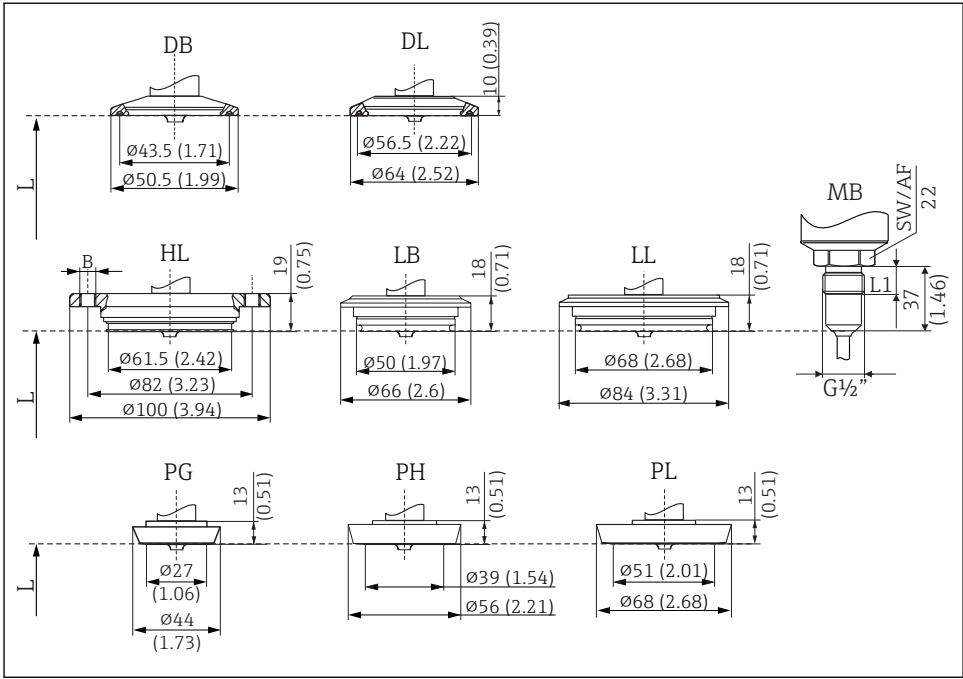 DB
DL
10 (0.39)
Ø43.5 (1.71)
Ø50.5 (1.99)
Ø56.5 (2.22)
Ø64 (2.52)
L
MB
SW/AF
22
B
HL
19
(0.75)
LB
18
(0.71)
LL
18
(0.71)
L1
37
(1.46)
Ø61.5 (2.42)
Ø82 (3.23)
Ø100 (3.94)
Ø50 (1.97)
Ø66 (2.6)
Ø68 (2.68)
Ø84 (3.31)
G½”
L
PG
13
(0.51)
PH
13
(0.51)
PL
13
(0.51)
Ø27
(1.06)
Ø44
(1.73)
Ø39 (1.54)
Ø56 (2.21)
Ø51 (2.01)
Ø68 (2.68)
L